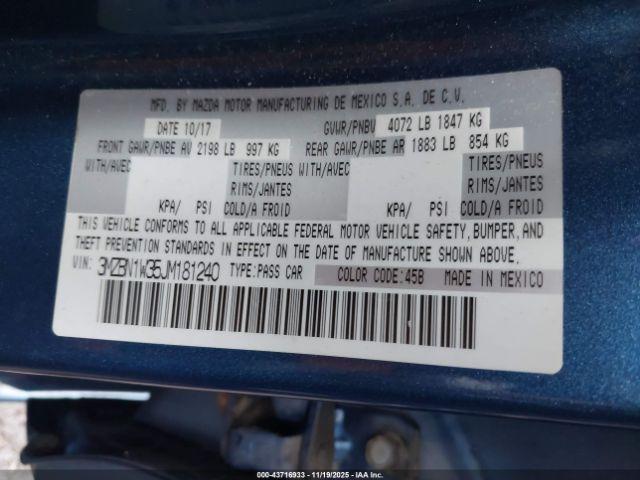 MFD. BY MAZDA MOTOR MANUFACTURING DE MEXICO S.A. DE C.V.
DATE 10/17 GVWR/PNBV 4072 LB 1847 KG
FRONT GAWR/PNBE AV 2198 LB 997 KG REAR GAWR/PNBE AR 1883 LB 854 KG
WITH/AVEC TIRES/PNEUS WITH/AVEC TIRES/PNEUS
RIMS/JANTES RIMS/JANTES
KPA/ PSI COLD/A FROID KPA/ PSI COLD/A FROID
THIS VEHICLE CONFORMS TO ALL APPLICABLE FEDERAL MOTOR VEHICLE SAFETY, BUMPER, AND
THEFT PREVENTION STANDARDS IN EFFECT ON THE DATE OF MANUFACTURE SHOWN ABOVE.
VIN: 3MZBN1W35JM181240 TYPE:PASS CAR COLOR CODE:45B MADE IN MEXICO
© IAAI 43716933 - 11/19/2025 - IAAI.CA